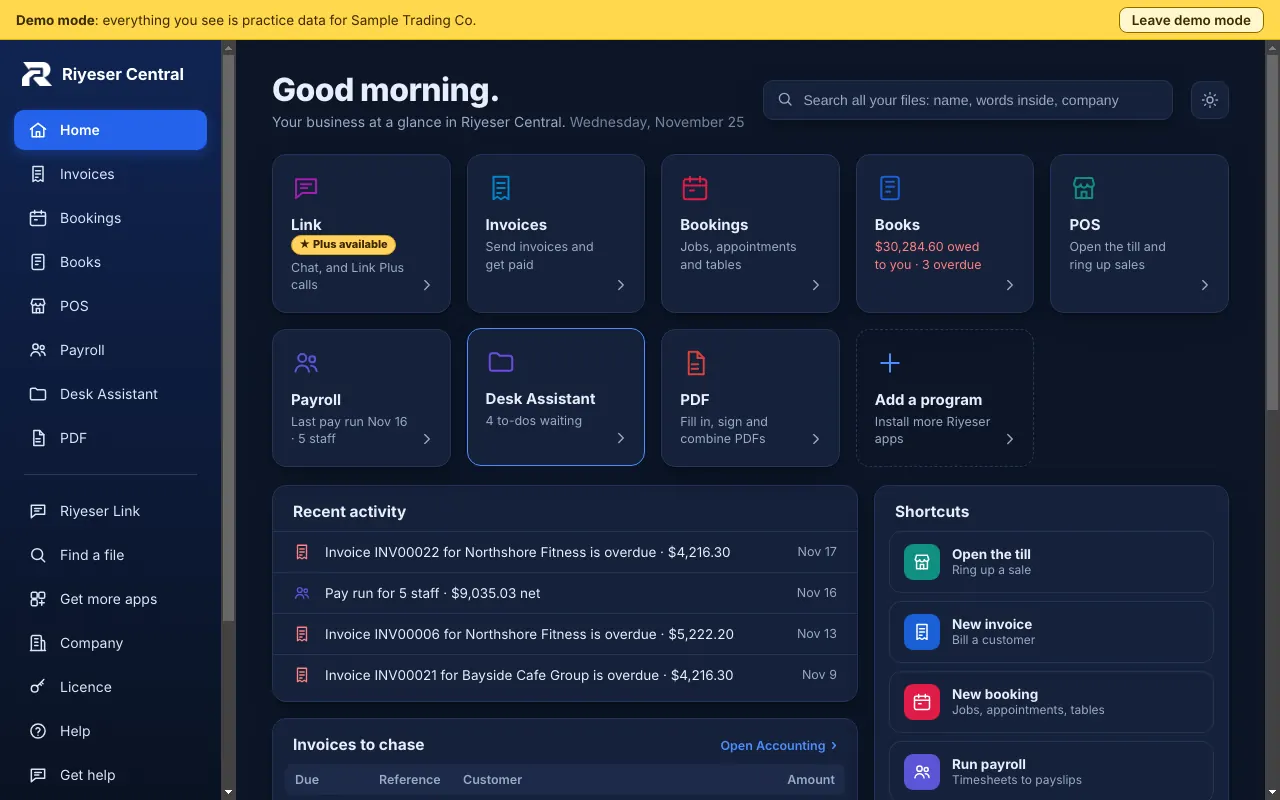 Demo mode: everything you see is practice data for Sample Trading Co.
Leave demo mode
Riyeser Central
Home
Invoices
Bookings
Books
POS
Payroll
Desk Assistant
PDF
Riyeser Link
Find a file
Get more apps
Company
Licence
Help
Get help
Good morning.
Your business at a glance in Riyeser Central. Wednesday, November 25
Search all your files: name, words inside, company
Link
★ Plus available
Chat, and Link Plus
calls
Invoices
Send invoices and
get paid
Bookings
Jobs, appointments
and tables
Books
$30,284.60 owed
to you · 3 overdue
POS
Open the till and
ring up sales
Payroll
Last pay run Nov 16
· 5 staff
Desk Assistant
4 to-dos waiting
PDF
Fill in, sign and
combine PDFs
Add a program
Install more Riyeser
apps
Recent activity
Invoice INV00022 for Northshore Fitness is overdue · $4,216.30 Nov 17
Pay run for 5 staff · $9,035.03 net Nov 16
Invoice INV00006 for Northshore Fitness is overdue · $5,222.20 Nov 13
Invoice INV00021 for Bayside Cafe Group is overdue · $4,216.30 Nov 9
Invoices to chase
Open Accounting ›
Due Reference Customer Amount
Shortcuts
Open the till
Ring up a sale
New invoice
Bill a customer
New booking
Jobs, appointments, tables
Run payroll
Timesheets to payslips